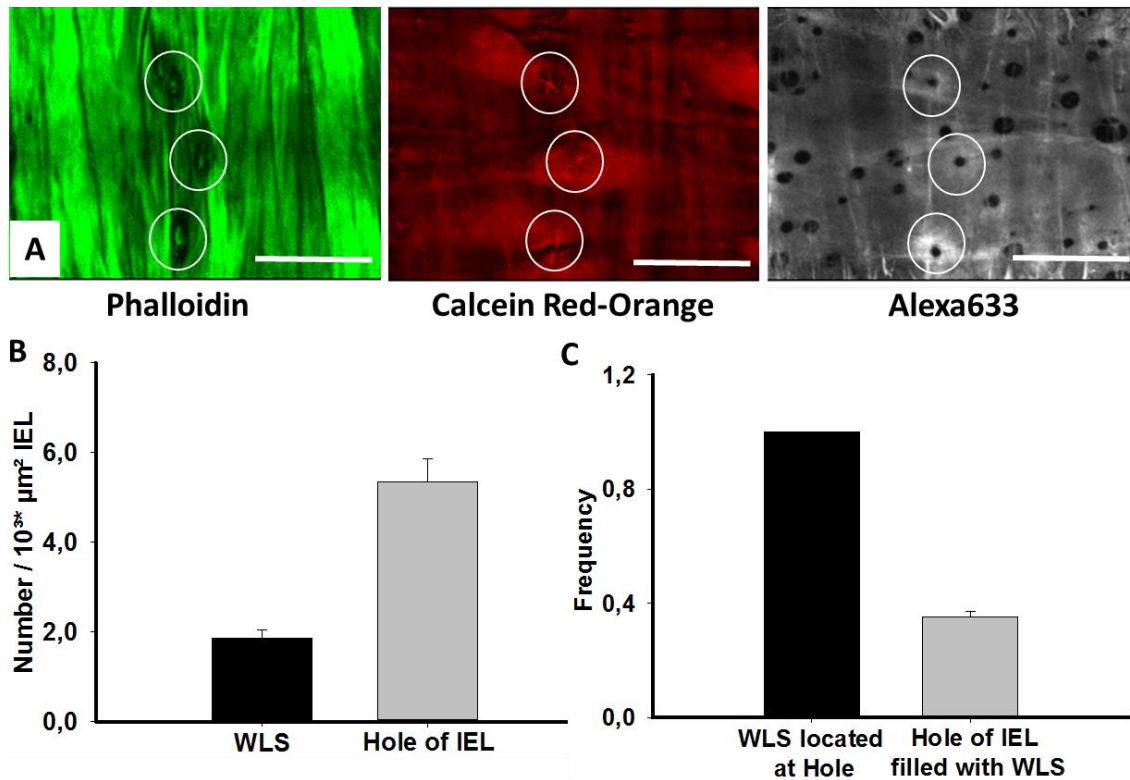 A
Phalloidin
Calcein Red-Orange
Alexa633
B
Number / 10³* µm² IEL
8,0
6,0
4,0
2,0
0,0
WLS
Hole of IEL
C
Frequency
1,2
0,8
0,4
0,0
WLS located
at Hole
Hole of IEL
filled with WLS